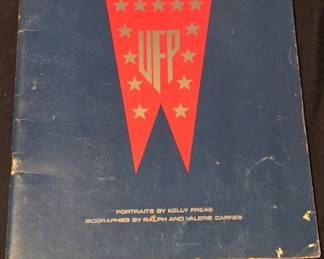 UFP
PORTRAITS BY KELLY FREAS
BIOGRAPHIES BY RALPH AND VALERIE CARNES